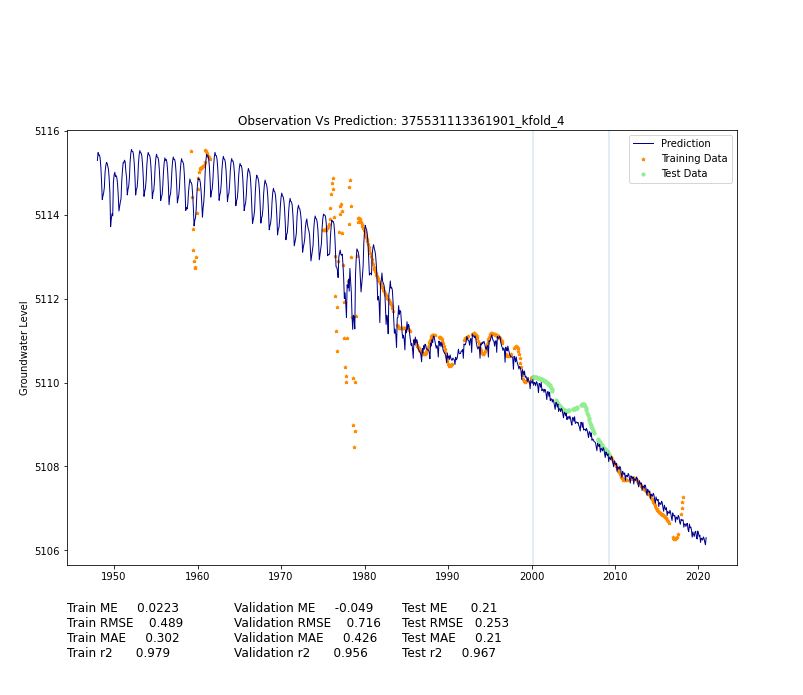 Observation Vs Prediction: 375531113361901_kfold_4
5116
5114
5112
5110
5108
5106
Groundwater Level
Prediction
Training Data
Test Data
1950 1960 1970 1980 1990 2000 2010 2020
Train ME 0.0223 Validation ME -0.049 Test ME 0.21
Train RMSE 0.489 Validation RMSE 0.716 Test RMSE 0.253
Train MAE 0.302 Validation MAE 0.426 Test MAE 0.21
Train r2 0.979 Validation r2 0.956 Test r2 0.967